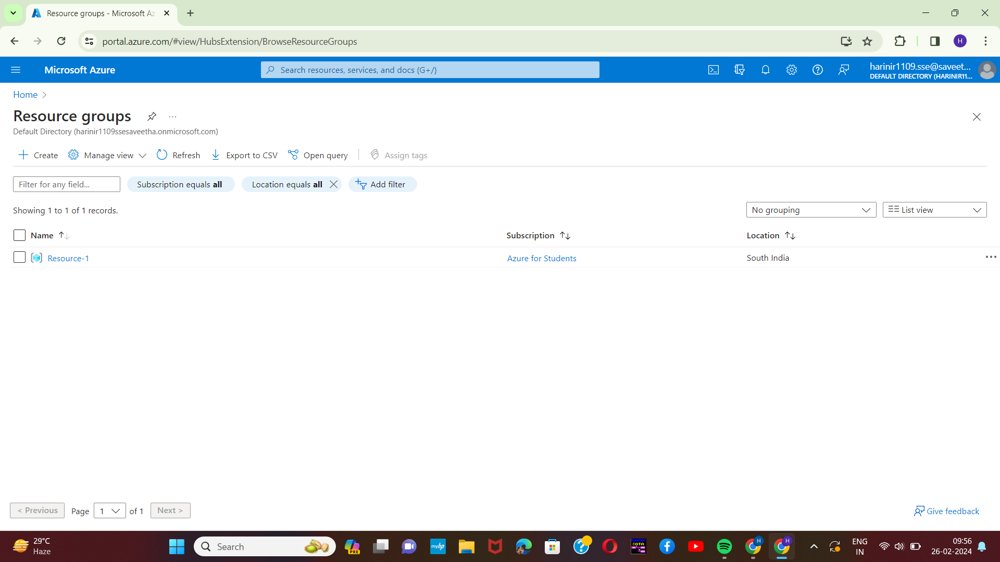 Resource groups - Microsoft Az
portal.azure.com/#view/HubsExtension/BrowseResourceGroups
H
Microsoft Azure
Search resources, services, and docs (G+/)
harinir1109.sse@saveet...
DEFAULT DIRECTORY (HARINIR11...
Home
Resource groups
Default Directory (harinir1109ssesaveetha.onmicrosoft.com)
Create Manage view Refresh Export to CSV Open query Assign tags
Filter for any field... Subscription equals all Location equals all Add filter
Showing 1 to 1 of 1 records.
No grouping List view
Name Subscription Location
Resource-1 Azure for Students South India
< Previous Page 1 of 1 Next >
Give feedback
29°C
Haze
Search
PRE
myhp
DATA
H
H
ENG
IN
09:56
26-02-2024